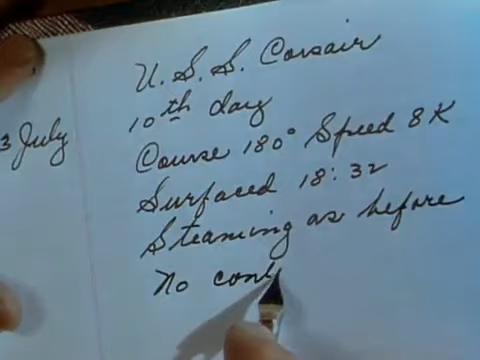 U. S. S. Corsair
10th day
3 July
Course 180° Speed 8K
Surfaced 18:32
Steaming as before
No cont